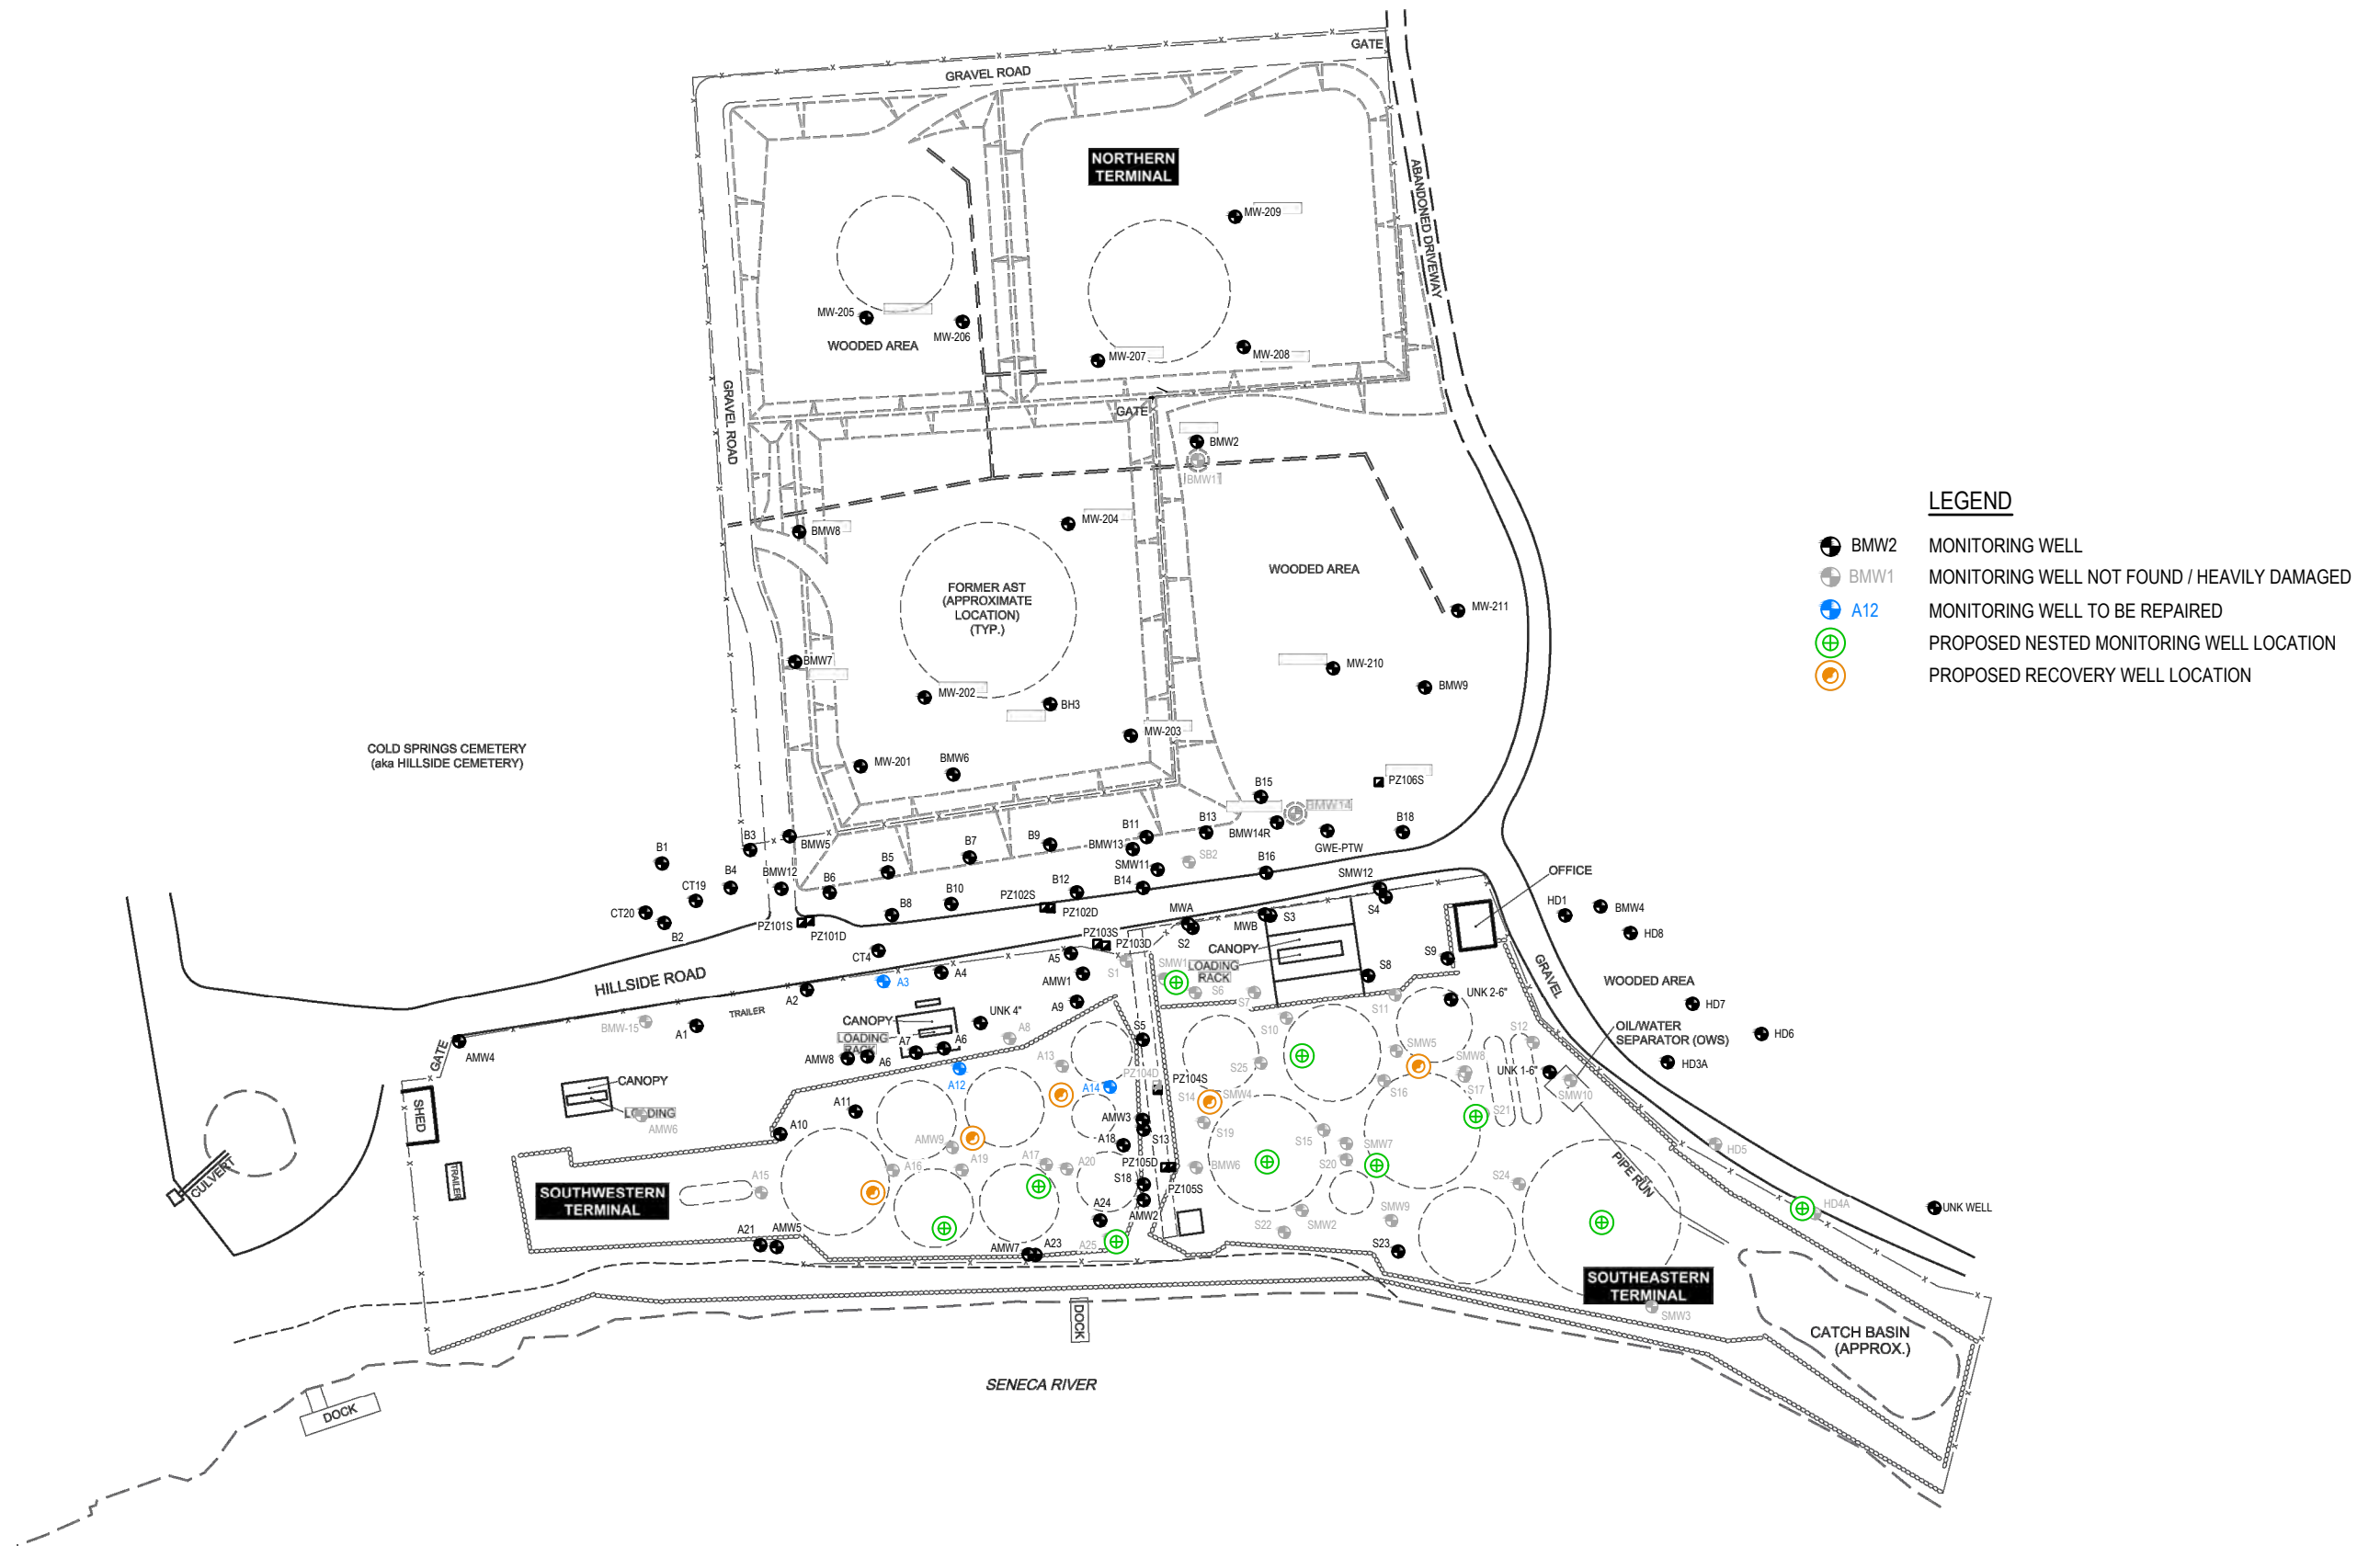 GATE
GRAVEL ROAD
NORTHERN
TERMINAL
ABANDONED DRIVEWAY
MW-209
MW-205
MW-206
WOODED AREA
MW-207
MW-208
GRAVEL ROAD
GATE
BMW2
BMW1
MW-204
BMW8
FORMER AST
(APPROXIMATE
LOCATION)
(TYP.)
WOODED AREA
MW-211
BMW7
MW-210
BMW9
MW-202
BH3
MW-203
COLD SPRINGS CEMETERY
(aka HILLSIDE CEMETERY)
MW-201
BMW6
B15
PZ106S
BMW14
LEGEND
BMW2 MONITORING WELL
BMW1 MONITORING WELL NOT FOUND / HEAVILY DAMAGED
A12 MONITORING WELL TO BE REPAIRED
PROPOSED NESTED MONITORING WELL LOCATION
PROPOSED RECOVERY WELL LOCATION
B1
B3
BMW5
B7
B9
B11
BMW13
B13
BMW14R
GWE-PTW
B18
B4
BMW12
B5
B6
SMW11
SB2
B16
CT19
CT20
B2
B8
B10
PZ102S
B12
PZ102D
B14
SMW12
S4
OFFICE
PZ101S
PZ101D
MWA
S2
MWB
S3
HD1
BMW4
HD8
CT4
PZ103S
PZ103D
CANOPY
LOADING
RACK
S9
S8
GRAVEL
WOODED AREA
HILLSIDE ROAD
A2
A3
A4
A5
AMW1
S1
SMW1
S6
S7
S11
UNK 2-6"
HD7
TRAILER
BMW-15
A1
CANOPY
LOADING
RACK
UNK 4"
A9
A8
S5
S10
S12
OIL/WATER
SEPARATOR (OWS)
HD6
GATE
AMW4
AMW8
A6
A7
A6
A13
S25
SMW5
SMW8
HD3A
A12
A14
PZ104D
PZ104S
S14
SMW4
S16
S17
UNK 1-6"
SMW10
SHED
CANOPY
LOADING
AMW6
A11
A10
AMW3
S13
S19
S21
AMW9
A18
S15
SMW7
HD5
TRAILER
A15
A16
A19
A17
A20
PZ105D
BMW6
S20
S24
PIPE RUN
CULVERT
SOUTHWESTERN
TERMINAL
S18
PZ105S
A24
AMW2
SMW9
SMW2
S22
HD4A
UNK WELL
A21
AMW5
AMW7
A23
A25
S23
SOUTHEASTERN
TERMINAL
SMW3
DOCK
CATCH BASIN
(APPROX.)
SENECA RIVER
DOCK